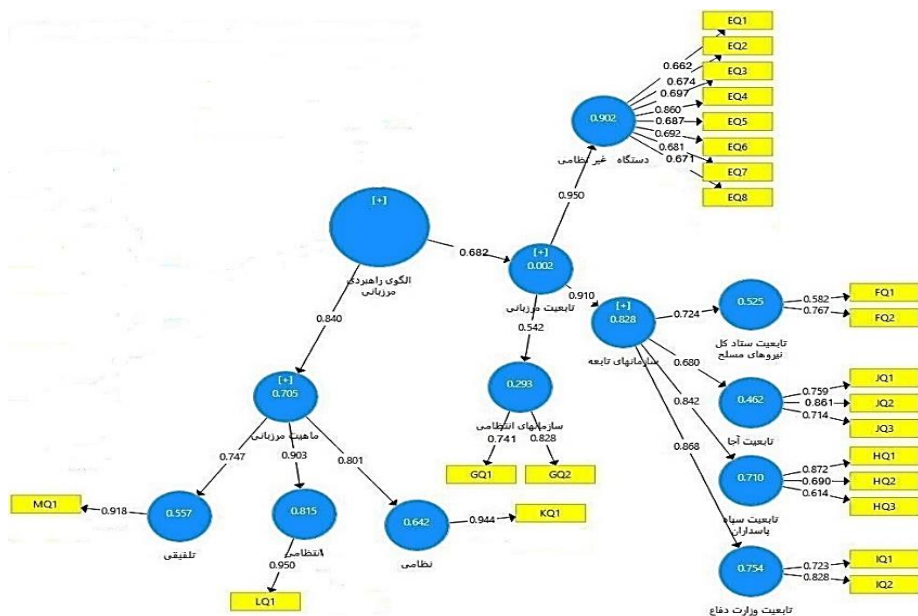 EQ1
EQ2
0.662
0.674
EQ3
0.697
EQ4
0.860
0.902
0.687
EQ5
0.692
EQ6
0.681
دستگاه غیر نظامی
0.671
EQ7
EQ8
0.950
[+]
0.682
[+]
0.002
الگوی راهبردی
مرزبانی
تابعیت مرزبانی
0.910
[+]
0.828
سازمانهای تابعه
0.724
0.525
0.582
FQ1
0.767
FQ2
تابعیت ستاد کل
نیروهای مسلح
0.840
0.542
0.680
0.759
JQ1
0.462
0.861
JQ2
0.714
JQ3
تابعیت آجا
0.842
0.293
سازمانهای انتظامی
0.741
0.828
GQ1
GQ2
[+]
0.705
ماهیت مرزبانی
0.868
0.872
HQ1
0.710
0.690
HQ2
0.614
HQ3
تابعیت سپاه
پاسداران
0.747
0.903
0.801
MQ1
0.918
0.557
تلفیقی
0.815
انتظامی
0.642
نظامی
0.944
KQ1
0.950
LQ1
0.754
0.723
IQ1
0.828
IQ2
تابعیت وزارت دفاع